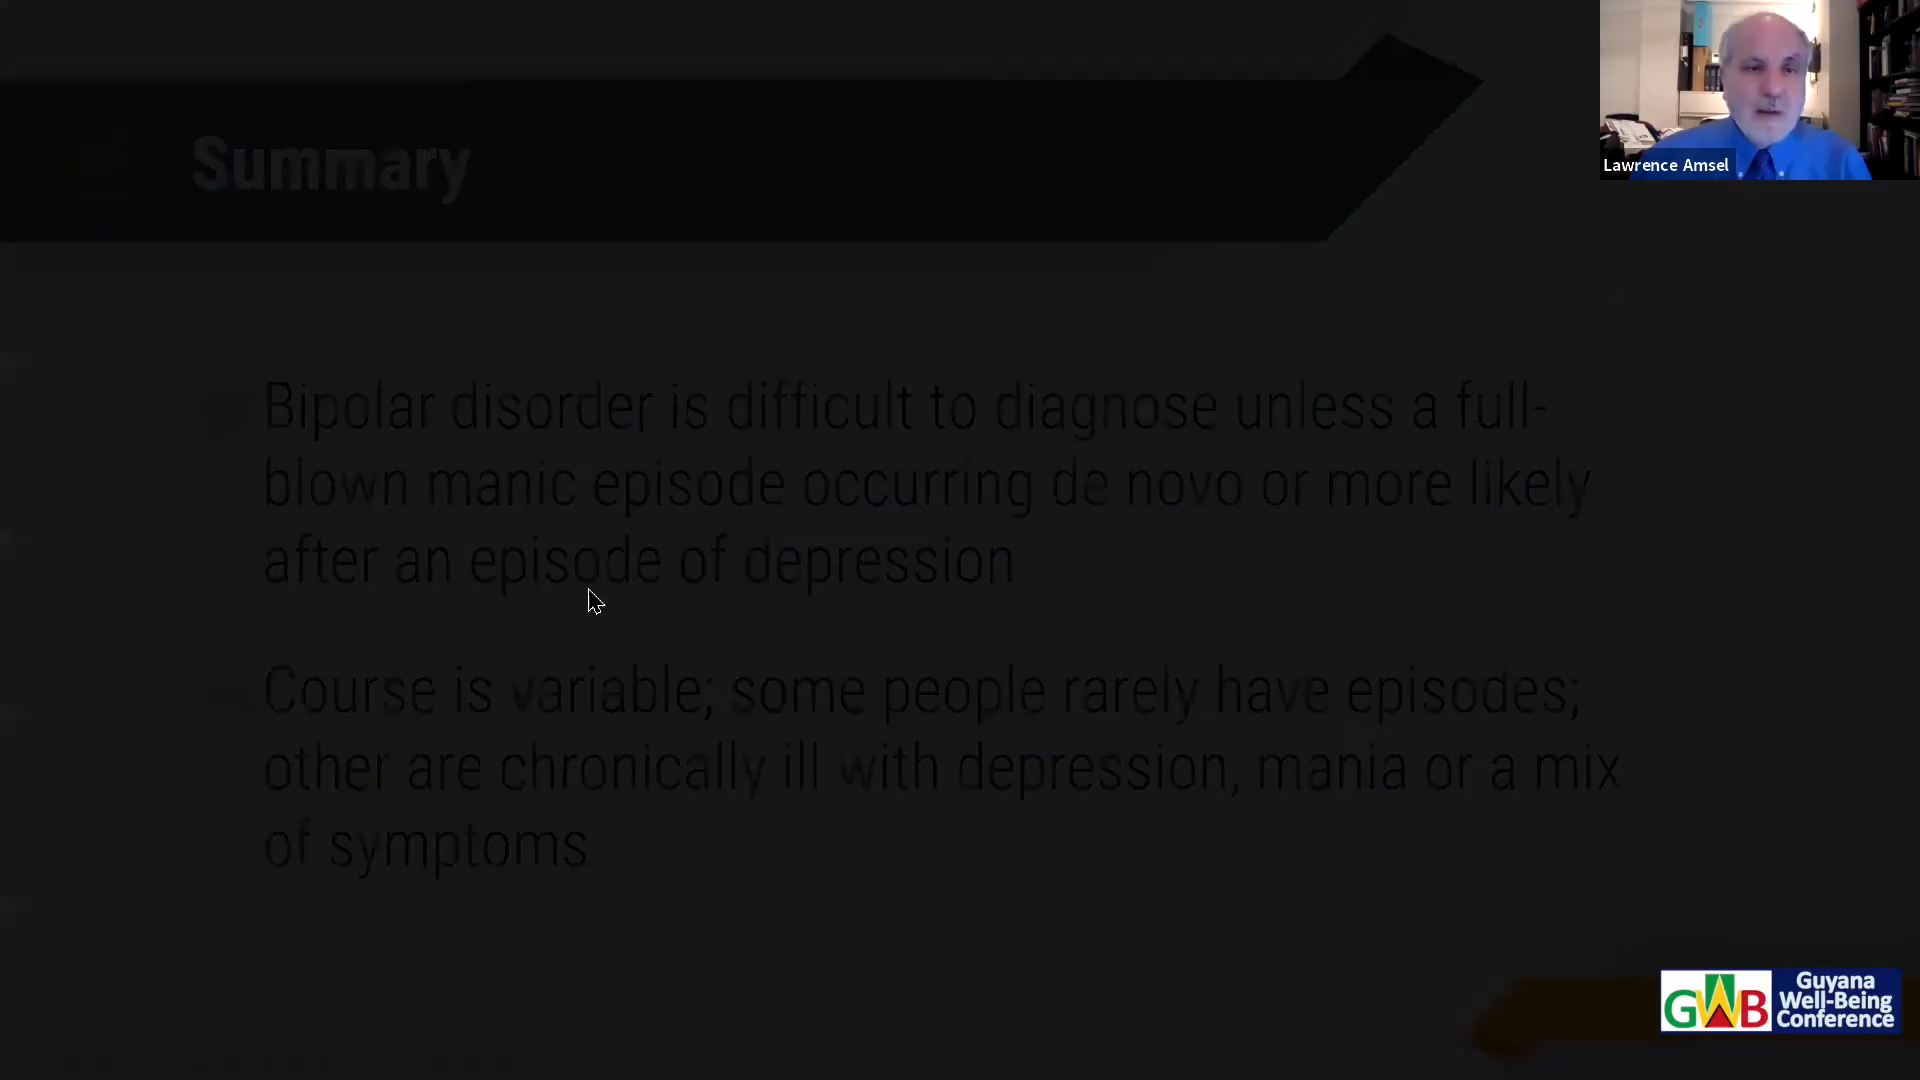 Summary
Lawrence Amsel
Bipolar disorder is difficult to diagnose unless a full-
blown manic episode occurring de novo or more likely
after an episode of depression
Course is variable; some people rarely have episodes;
other are chronically ill with depression, mania or a mix
of symptoms
GWB
Guyana
Well-Being
Conference